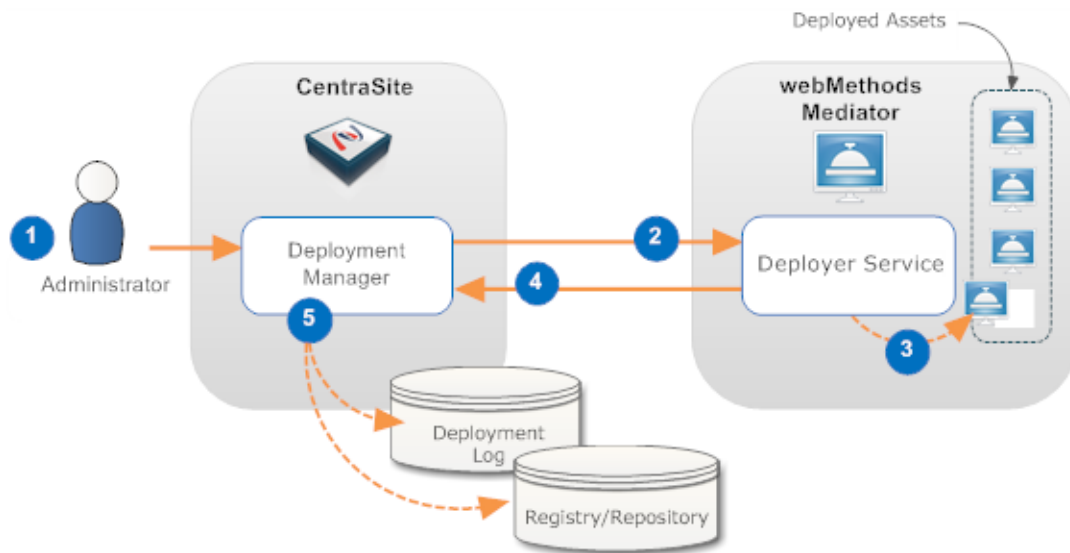 Deployed Assets
CentraSite
webMethods
Mediator
1
Administrator
Deployment
Manager
2
4
Deployer Service
5
3
Deployment
Log
Registry/Repository